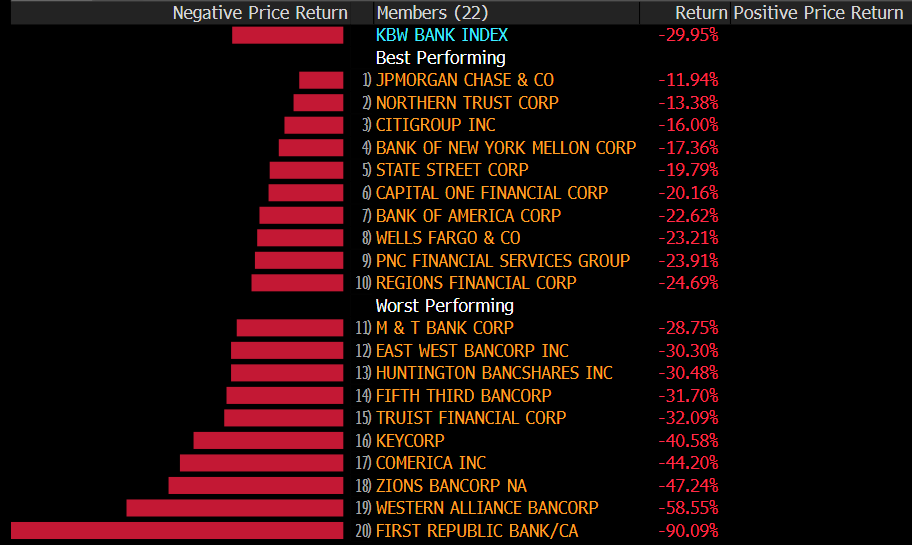 Negative Price Return Members (22) Return Positive Price Return
KBW BANK INDEX -29.95%
Best Performing
1) JPMORGAN CHASE & CO -11.94%
2) NORTHERN TRUST CORP -13.38%
3) CITIGROUP INC -16.00%
4) BANK OF NEW YORK MELLON CORP -17.36%
5) STATE STREET CORP -19.79%
6) CAPITAL ONE FINANCIAL CORP -20.16%
7) BANK OF AMERICA CORP -22.62%
8) WELLS FARGO & CO -23.21%
9) PNC FINANCIAL SERVICES GROUP -23.91%
10) REGIONS FINANCIAL CORP -24.69%
Worst Performing
11) M & T BANK CORP -28.75%
12) EAST WEST BANCORP INC -30.30%
13) HUNTINGTON BANCSHARES INC -30.48%
14) FIFTH THIRD BANCORP -31.70%
15) TRUIST FINANCIAL CORP -32.09%
16) KEYCORP -40.58%
17) COMERICA INC -44.20%
18) ZIONS BANCORP NA -47.24%
19) WESTERN ALLIANCE BANCORP -58.55%
20) FIRST REPUBLIC BANK/CA -90.09%